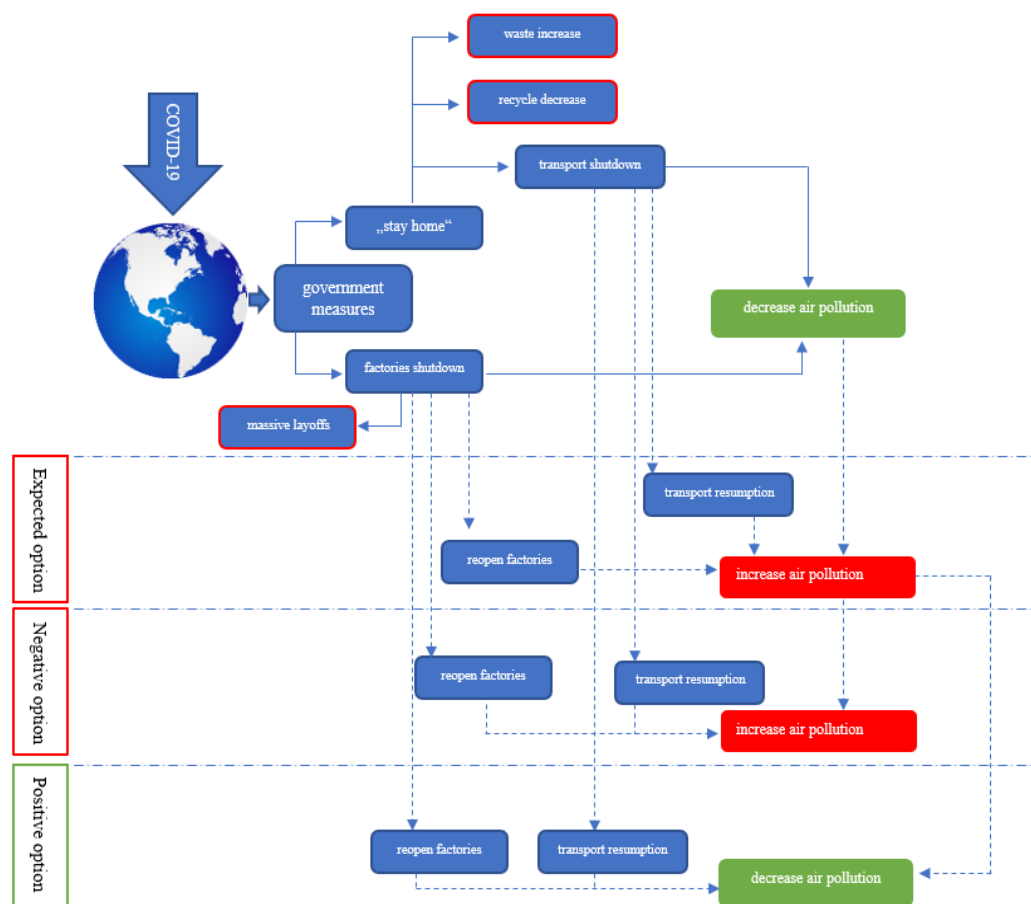 waste increase
COVID-19
recycle decrease
transport shutdown
„stay home“
government
measures
decrease air pollution
factories shutdown
massive layoffs
Expected option
transport resumption
reopen factories
increase air pollution
Negative option
reopen factories
transport resumption
increase air pollution
Positive option
reopen factories
transport resumption
decrease air pollution